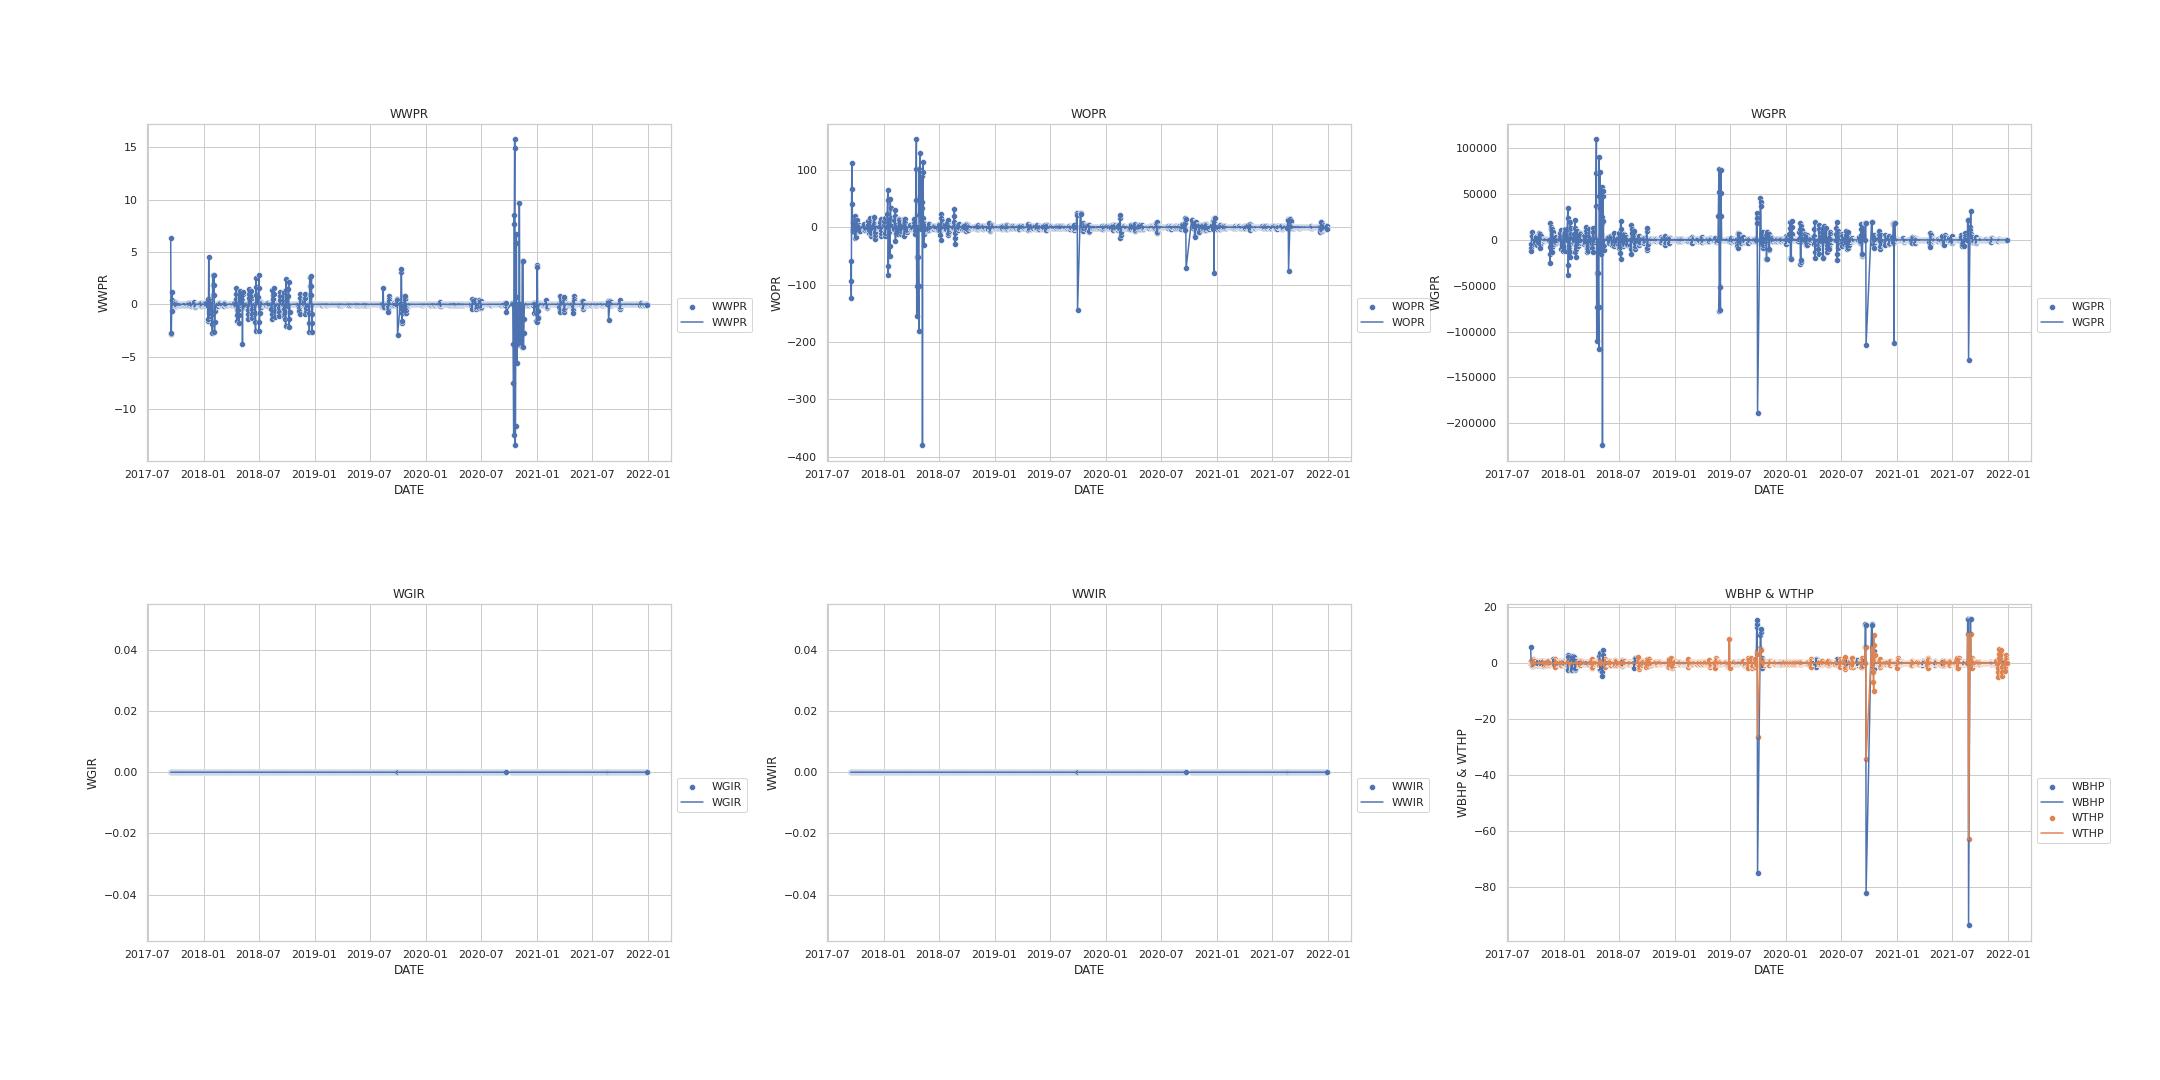 WWPR
15
10
5
0
−5
−10
WWPR
2017-07 2018-01 2018-07 2019-01 2019-07 2020-01 2020-07 2021-01 2021-07 2022-01
DATE
WWPR
WWPR
WOPR
100
0
−100
−200
−300
−400
WOPR
2017-07 2018-01 2018-07 2019-01 2019-07 2020-01 2020-07 2021-01 2021-07 2022-01
DATE
WOPR
WOPR
WGPR
100000
50000
0
−50000
−100000
−150000
−200000
WGPR
2017-07 2018-01 2018-07 2019-01 2019-07 2020-01 2020-07 2021-01 2021-07 2022-01
DATE
WGPR
WGPR
WGIR
0.04
0.02
0.00
−0.02
−0.04
WGIR
2017-07 2018-01 2018-07 2019-01 2019-07 2020-01 2020-07 2021-01 2021-07 2022-01
DATE
WGIR
WGIR
WWIR
0.04
0.02
0.00
−0.02
−0.04
WWIR
2017-07 2018-01 2018-07 2019-01 2019-07 2020-01 2020-07 2021-01 2021-07 2022-01
DATE
WWIR
WWIR
WBHP & WTHP
20
0
−20
−40
−60
−80
WBHP & WTHP
2017-07 2018-01 2018-07 2019-01 2019-07 2020-01 2020-07 2021-01 2021-07 2022-01
DATE
WBHP
WBHP
WTHP
WTHP